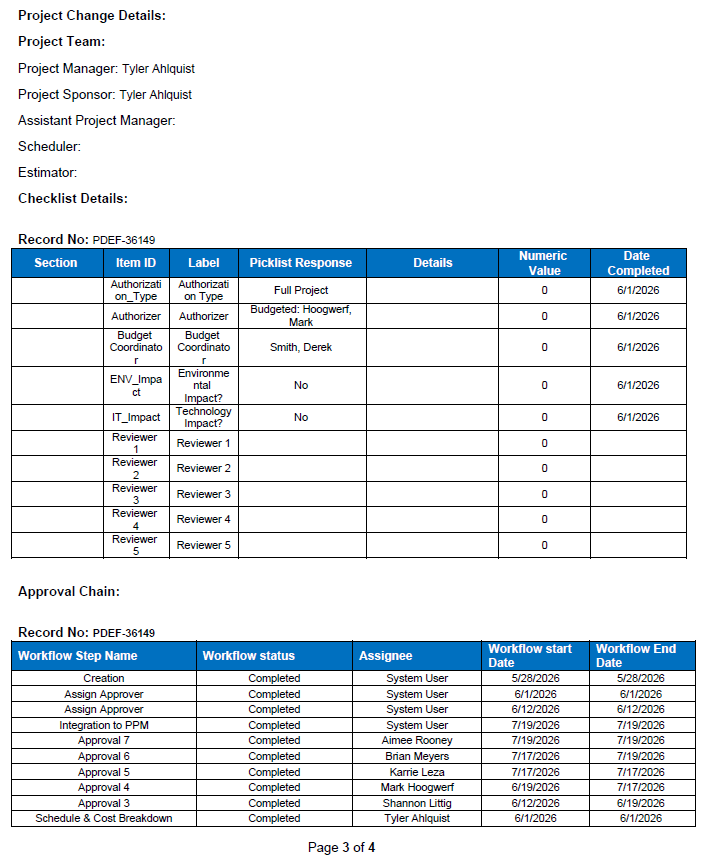 Project Change Details:
Project Team:
Project Manager: Tyler Ahlquist
Project Sponsor: Tyler Ahlquist
Assistant Project Manager:
Scheduler:
Estimator:
Checklist Details:
Record No: PDEF-36149
Section Item ID Label Picklist Response Details Numeric Value Date Completed
Authorizati on_Type Authorizati on Type Full Project 0 6/1/2026
Authorizer Authorizer Budgeted: Hoogwerf, Mark 0 6/1/2026
Budget Coordinato r Budget Coordinato r Smith, Derek 0 6/1/2026
ENV_Impa ct Environme ntal Impact? No 0 6/1/2026
IT_Impact Technology Impact? No 0 6/1/2026
Reviewer 1 Reviewer 1 0
Reviewer 2 Reviewer 2 0
Reviewer 3 Reviewer 3 0
Reviewer 4 Reviewer 4 0
Reviewer 5 Reviewer 5 0
Approval Chain:
Record No: PDEF-36149
Workflow Step Name Workflow status Assignee Workflow start Date Workflow End Date
Creation Completed System User 5/28/2026 5/28/2026
Assign Approver Completed System User 6/1/2026 6/1/2026
Assign Approver Completed System User 6/12/2026 6/12/2026
Integration to PPM Completed System User 7/19/2026 7/19/2026
Approval 7 Completed Aimee Rooney 7/19/2026 7/19/2026
Approval 6 Completed Brian Meyers 7/17/2026 7/19/2026
Approval 5 Completed Karrie Leza 7/17/2026 7/17/2026
Approval 4 Completed Mark Hoogwerf 6/19/2026 7/17/2026
Approval 3 Completed Shannon Littig 6/12/2026 6/19/2026
Schedule & Cost Breakdown Completed Tyler Ahlquist 6/1/2026 6/1/2026
Page 3 of 4